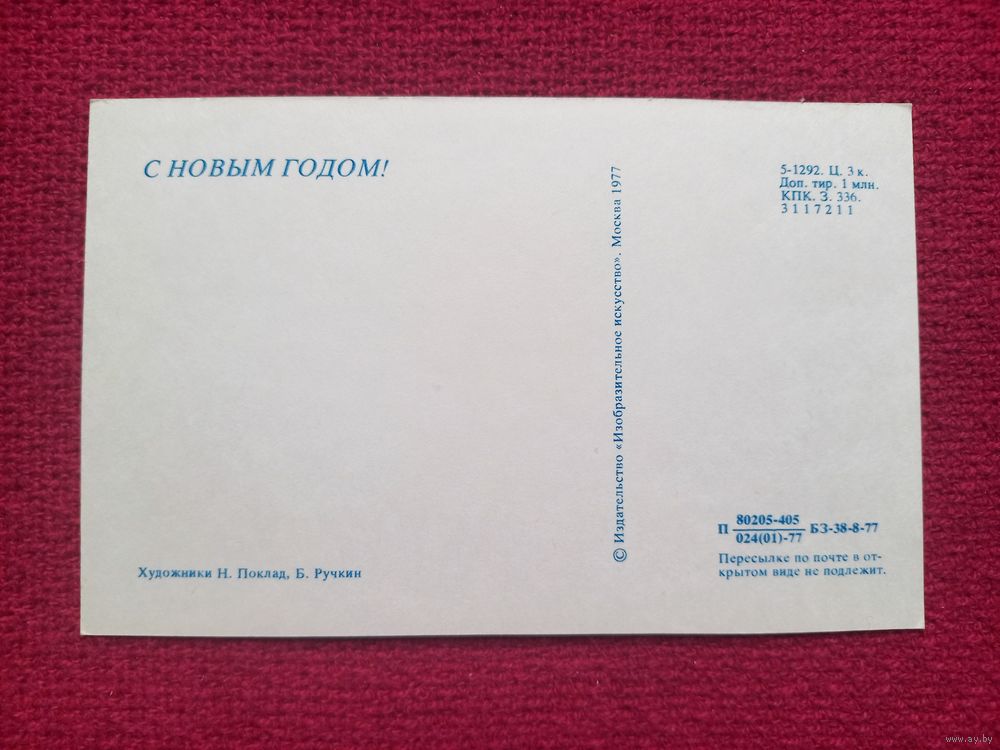 С НОВЫМ ГОДОМ!
Художники Н. Поклад, Б. Ручкин
© Издательство «Изобразительное искусство». Москва 1977
5-1292. Ц. 3 к.
Доп. тир. 1 млн.
КПК. З. 336.
3117211
П 80205-405 БЗ-38-8-77
024(01)-77
Пересылке по почте в от-
крытом виде не подлежит.
www.ay.by